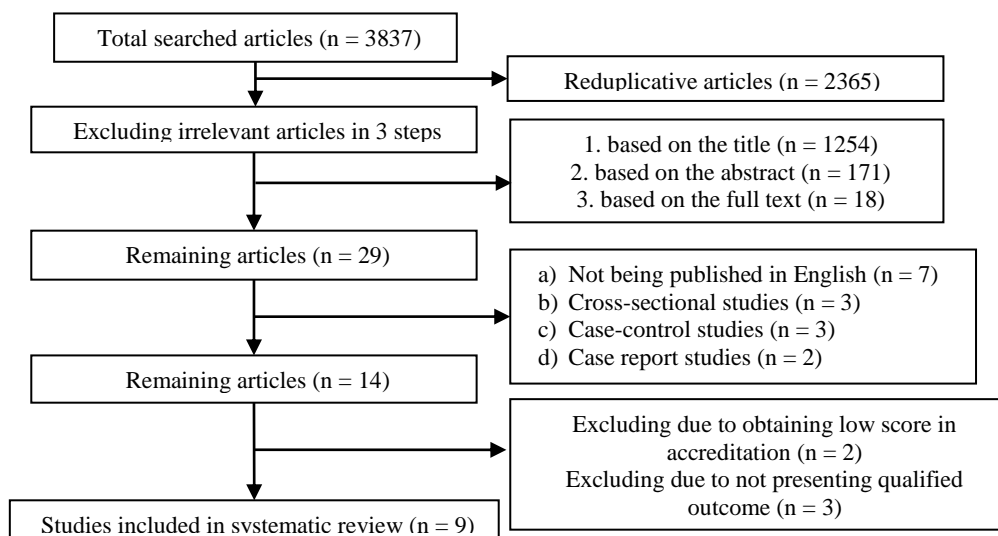 Total searched articles (n = 3837)
Reduplicative articles (n = 2365)
Excluding irrelevant articles in 3 steps
1. based on the title (n = 1254)
2. based on the abstract (n = 171)
3. based on the full text (n = 18)
Remaining articles (n = 29)
a) Not being published in English (n = 7)
b) Cross-sectional studies (n = 3)
c) Case-control studies (n = 3)
d) Case report studies (n = 2)
Remaining articles (n = 14)
Excluding due to obtaining low score in
accreditation (n = 2)
Excluding due to not presenting qualified
outcome (n = 3)
Studies included in systematic review (n = 9)